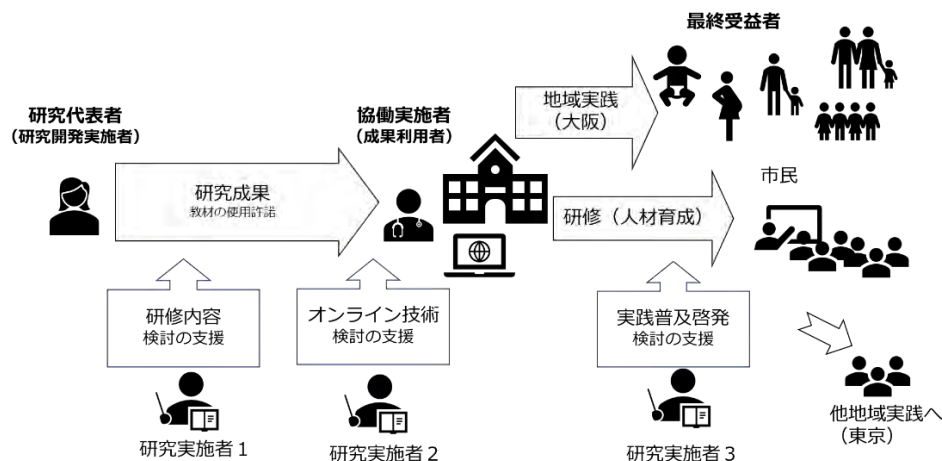 最終受益者
研究代表者
(研究開発実施者)
協働実施者
(成果利用者)
地域実践
(大阪)
研究成果
教材の使用許諾
市民
研修(人材育成)
研修内容
検討の支援
オンライン技術
検討の支援
実践普及啓発
検討の支援
他地域実践へ
(東京)
研究実施者1
研究実施者2
研究実施者3